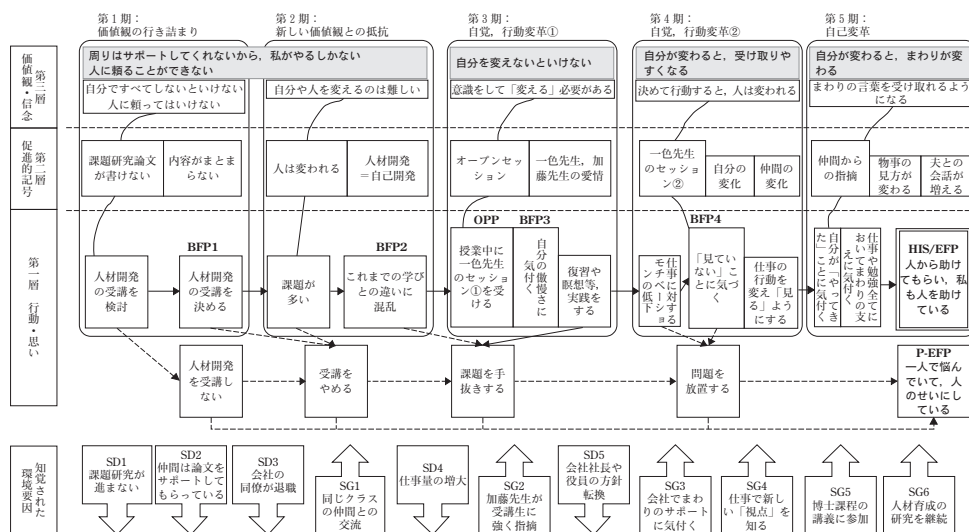 第1期：
価値観の行き詰まり
第2期：
新しい価値観との抵抗
第3期：
自覚，行動変革①
第4期：
自覚，行動変革②
第5期：
自己変革
第三層
価値観・信念
周りはサポートしてくれないから，私がやるしかない
人に頼ることができない
自分を変えないといけない
自分が変わると，受け取りや
すくなる
自分が変わると，まわりが変
わる
自分ですべてしないといけない
人に頼ってはいけない
自分や人を変えるのは難しい
意識をして「変える」必要がある
決めて行動すると，人は変われる
まわりの言葉を受け取れるよう
になる
第二層
促進的記号
課題研究論文
が書けない
内容がまとま
らない
人は変われる
人材開発
＝自己開発
オープンセッ
ション
一色先生，加
藤先生の愛情
一色先生
のセッシ
ョン②
自分の
変化
仲間の
変化
仲間から
の指摘
物事の
見方が
変わる
夫との
会話が
増える
第一層 行動・思い
人材開発
の受講を
検討
BFP1
人材開発
の受講を
決める
課題が
多い
BFP2
これまでの学び
との違いに
混乱
OPP
授業中に
一色先生
のセッシ
ョン①を受
ける
BFP3
自分の傲慢さに
気付く
復習や
瞑想等，
実践を
する
仕事に対する
モチベーショ
ンの低下
BFP4
「見てい
ない」こ
とに気づ
く
仕事の
行動を
変え「見
る」よう
にする
自分が「やってき
た」ことに気付く
仕事や勉強全てに
おいてまわりの支
えに気付く
HIS/EFP
人から助け
てもらい，私
も人を助け
ている
人材開発
を受講し
ない
受講を
やめる
課題を手
抜きする
問題を
放置する
P-EFP
一人で悩ん
でいて，人
のせいにし
ている
知覚された
環境要因
SD1
課題研究が
進まない
SD2
仲間は論文を
サポートして
もらっている
SD3
会社の
同僚が退職
SG1
同じクラス
の仲間との
交流
SD4
仕事量の増大
SG2
加藤先生が
受講生に
強く指摘
SD5
会社社長や
役員の方針
転換
SG3
会社でまわ
りのサポート
に気付く
SG4
仕事で新し
い「視点」を
知る
SG5
博士課程の
講義に参加
SG6
人材育成の
研究を継続